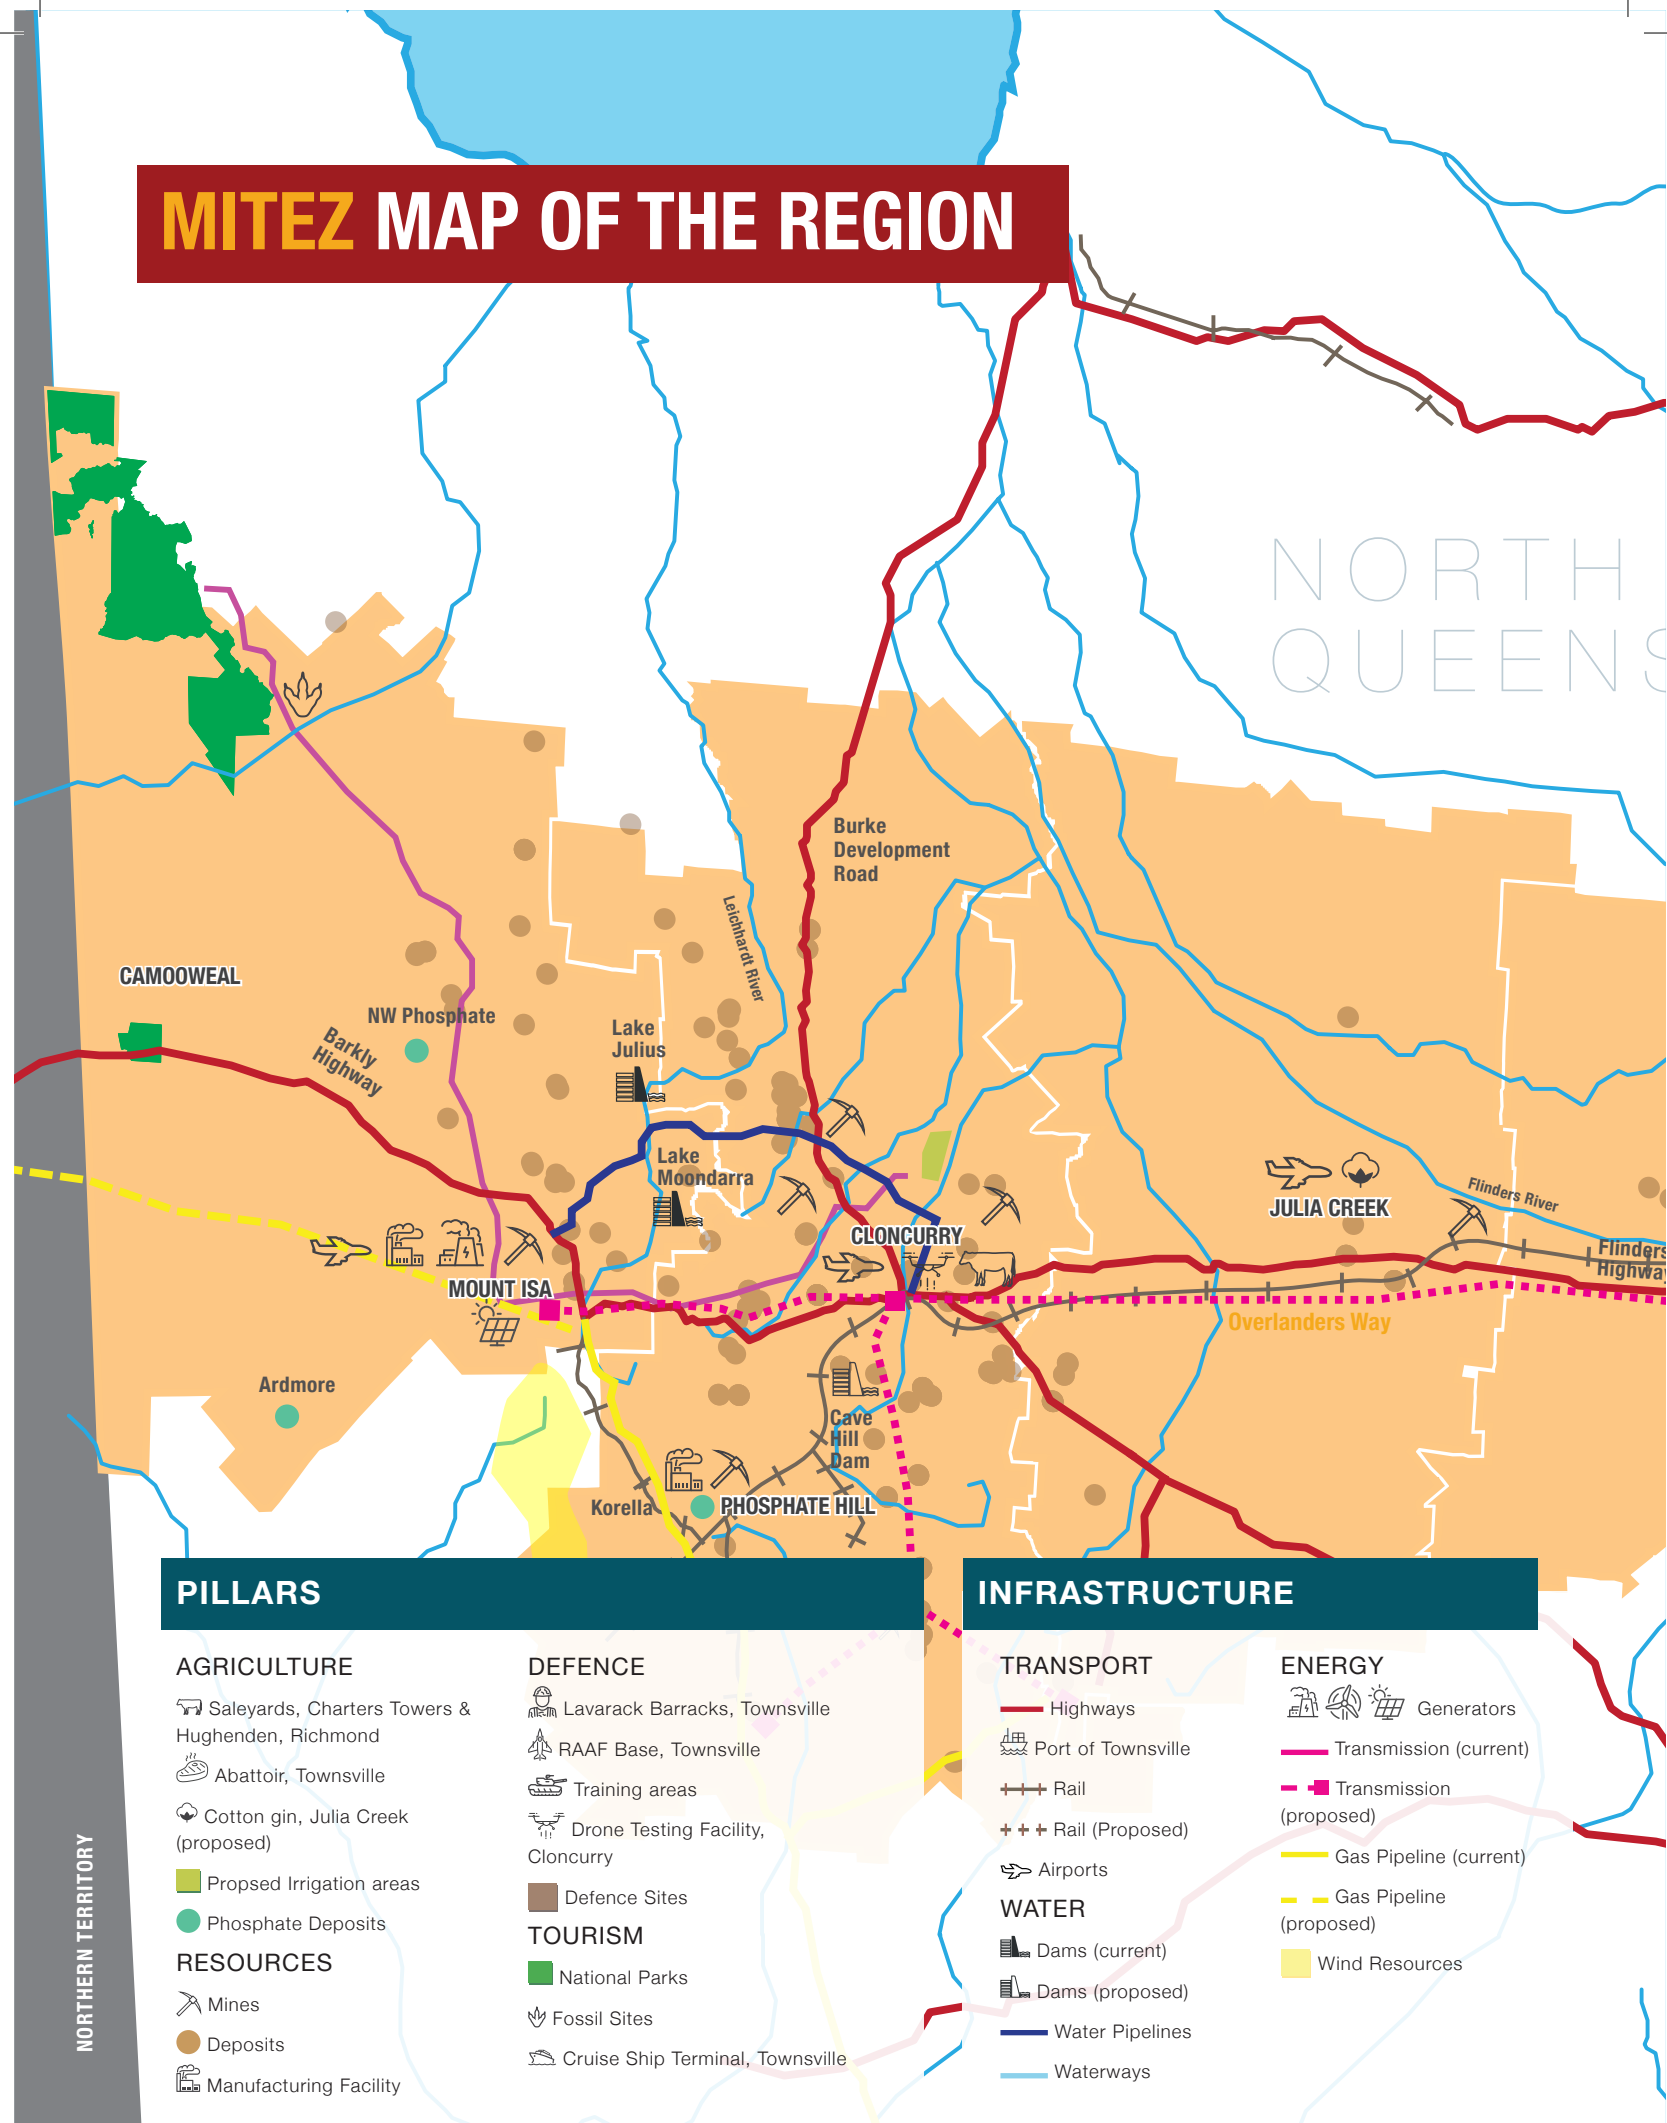 MITEZ MAP OF THE REGION
NORTH
QUEENS
Burke
Development
Road
Leichhardt River
CAMOOWEAL
NW Phosphate
Barkly
Highway
Lake
Julius
Lake
Moondarra
JULIA CREEK
Flinders River
CLONCURRY
Flinders
Highway
MOUNT ISA
Overlanders Way
Ardmore
Cave
Hill
Dam
Korella
PHOSPHATE HILL
NORTHERN TERRITORY
PILLARS
AGRICULTURE
Saleyards, Charters Towers &
Hughenden, Richmond
Abattoir, Townsville
Cotton gin, Julia Creek
(proposed)
Propsed Irrigation areas
Phosphate Deposits
RESOURCES
Mines
Deposits
Manufacturing Facility
DEFENCE
Lavarack Barracks, Townsville
RAAF Base, Townsville
Training areas
Drone Testing Facility,
Cloncurry
Defence Sites
TOURISM
National Parks
Fossil Sites
Cruise Ship Terminal, Townsville
INFRASTRUCTURE
TRANSPORT
Highways
Port of Townsville
Rail
Rail (Proposed)
Airports
WATER
Dams (current)
Dams (proposed)
Water Pipelines
Waterways
ENERGY
Generators
Transmission (current)
Transmission
(proposed)
Gas Pipeline (current)
Gas Pipeline
(proposed)
Wind Resources